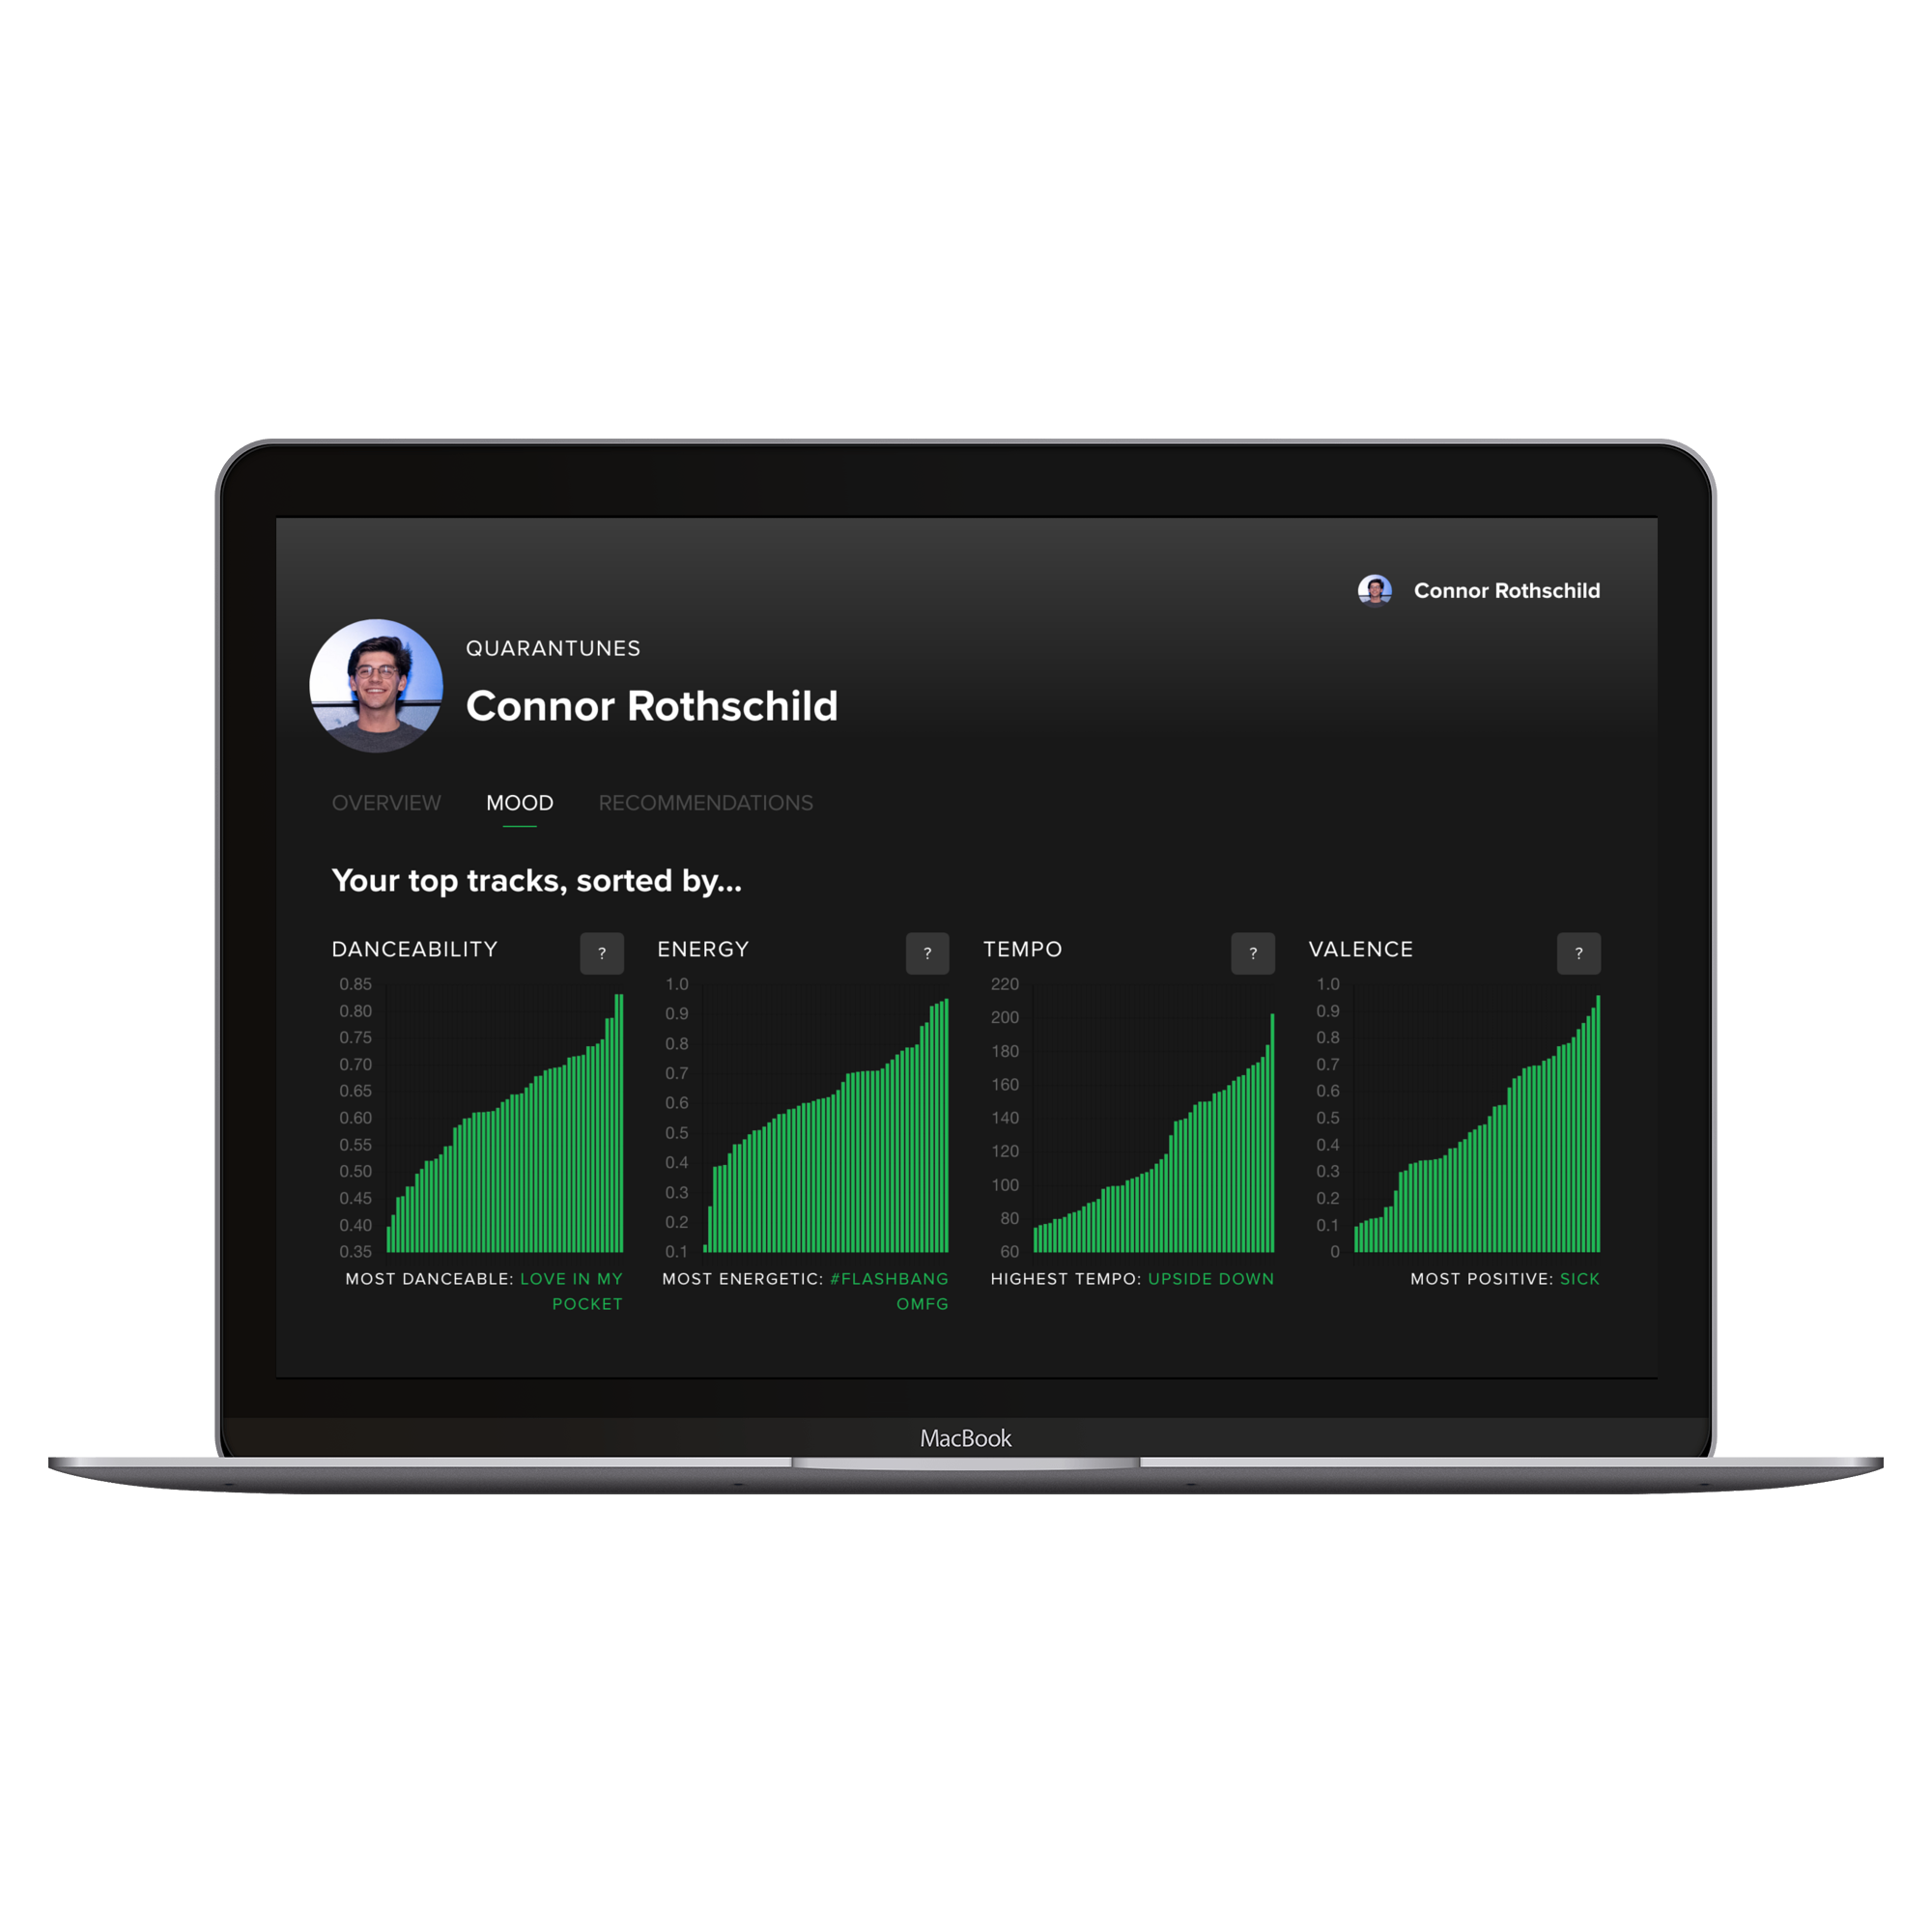 Connor Rothschild
QUARANTUNES
Connor Rothschild
OVERVIEW MOOD RECOMMENDATIONS
Your top tracks, sorted by...
DANCEABILITY ?
0.85
0.80
0.75
0.70
0.65
0.60
0.55
0.50
0.45
0.40
0.35
MOST DANCEABLE: LOVE IN MY
POCKET
ENERGY ?
1.0
0.9
0.8
0.7
0.6
0.5
0.4
0.3
0.2
0.1
MOST ENERGETIC: #FLASHBANG
OMFG
TEMPO ?
220
200
180
160
140
120
100
80
60
HIGHEST TEMPO: UPSIDE DOWN
VALENCE ?
1.0
0.9
0.8
0.7
0.6
0.5
0.4
0.3
0.2
0.1
0
MOST POSITIVE: SICK
MacBook